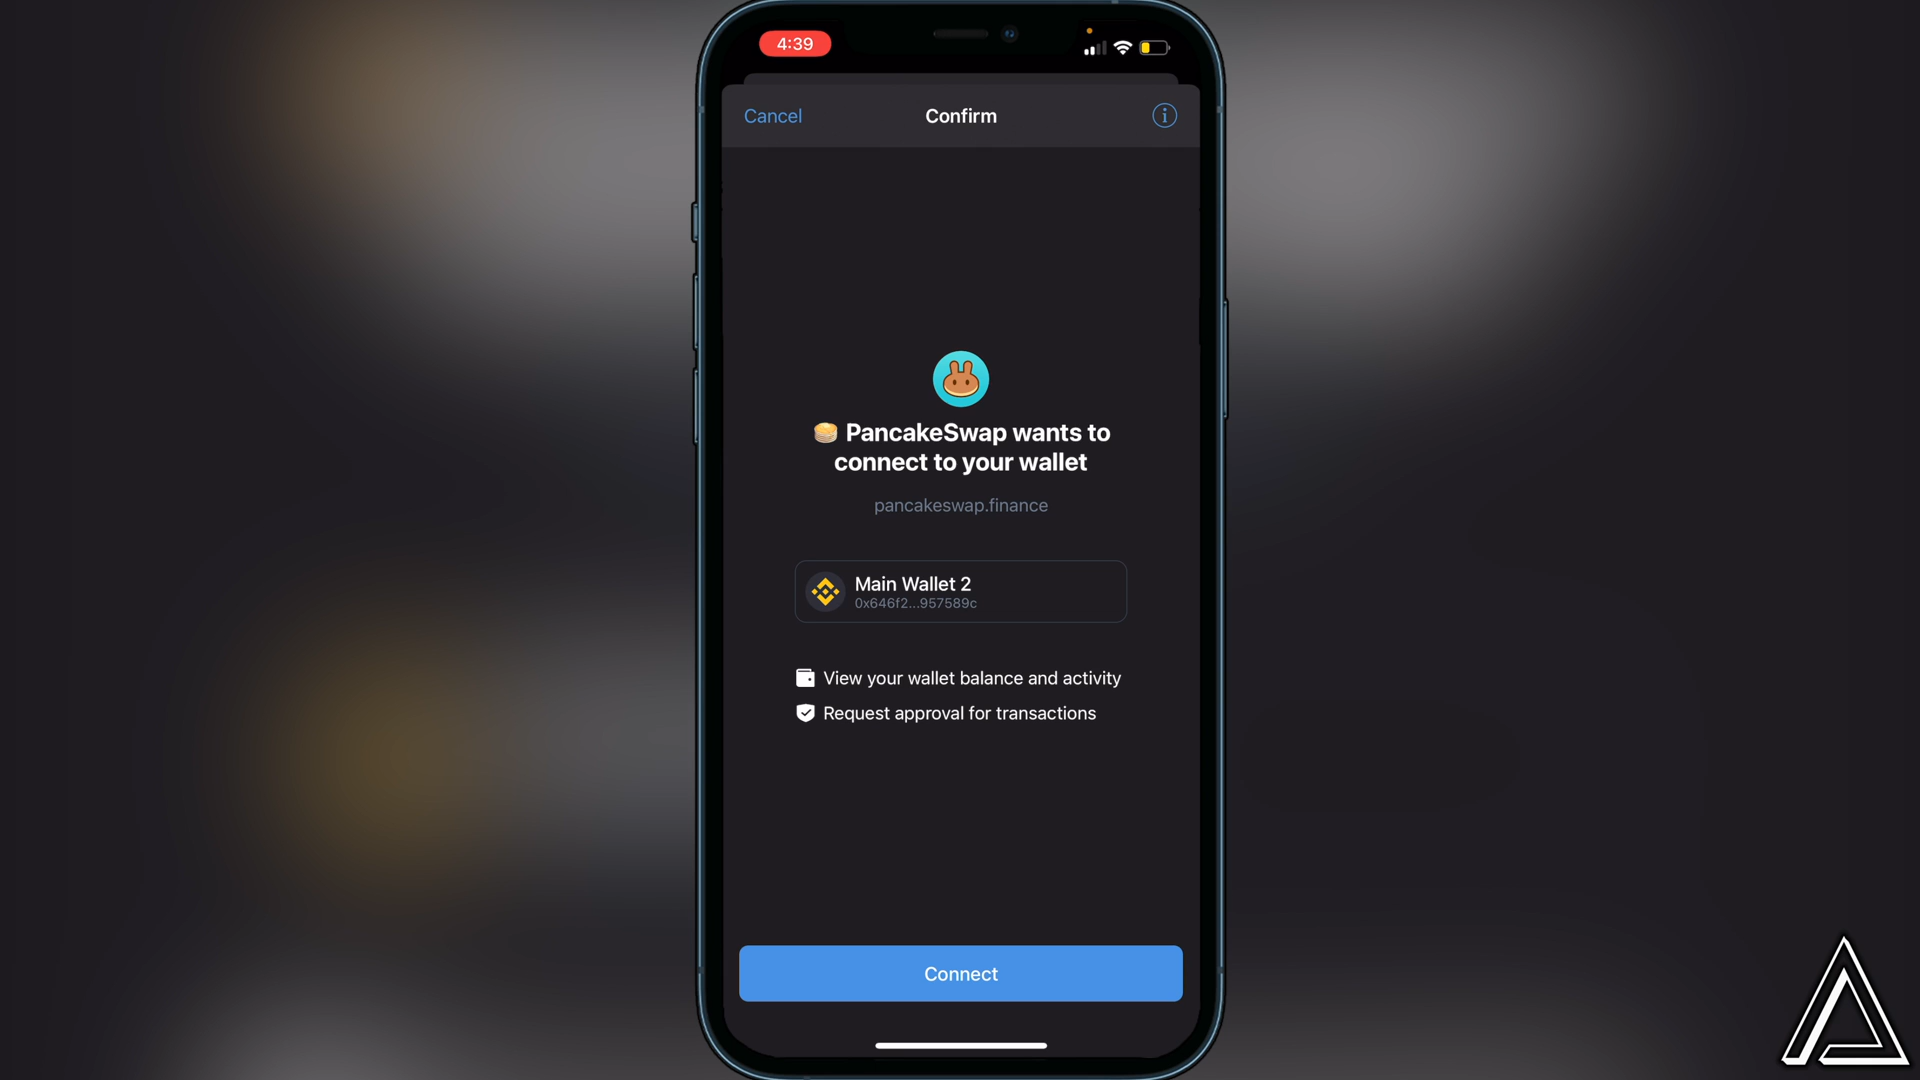 4:39
Cancel
Confirm
PancakeSwap wants to
connect to your wallet
pancakeswap.finance
Main Wallet 2
0x646f2...957589c
View your wallet balance and activity
Request approval for transactions
Connect